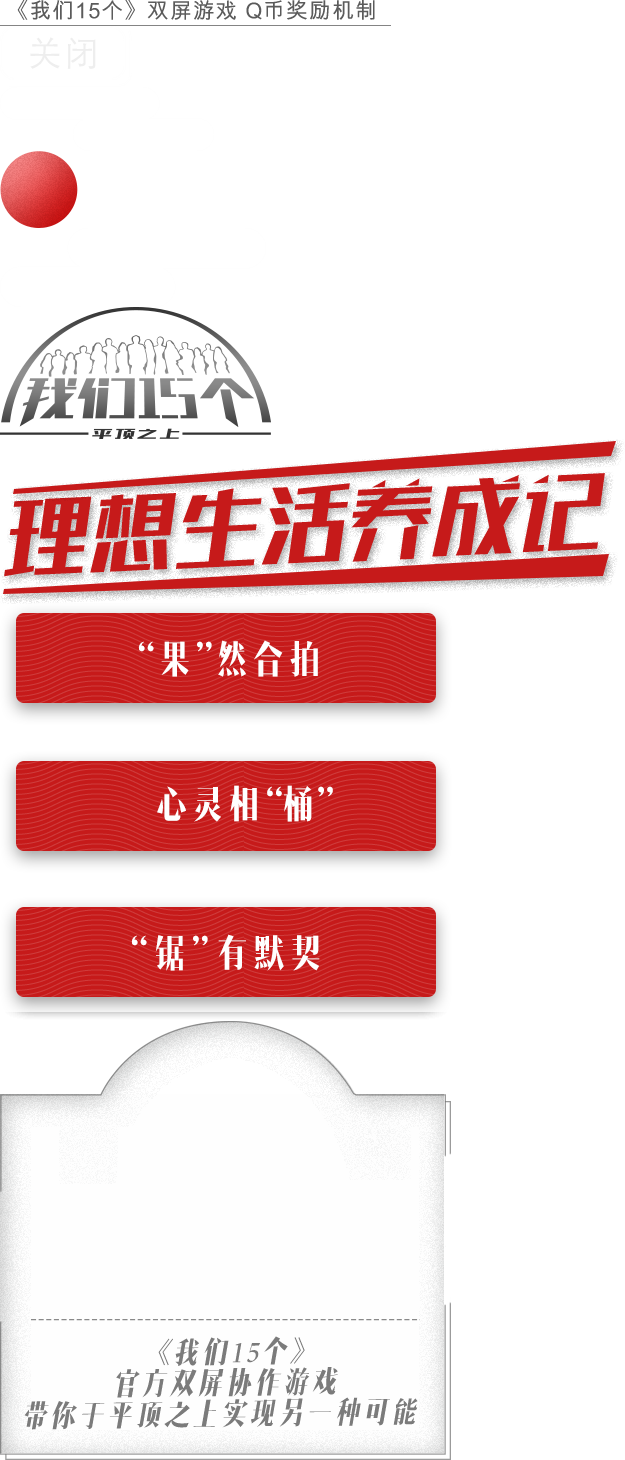 《我们15个》双屏游戏 Q币奖励机制
关闭
我们15个
平顶之上
理想生活养成记
“果”然合拍
心灵相“桶”
“锯”有默契
《我们15个》
官方双屏协作游戏
带你于平顶之上实现另一种可能